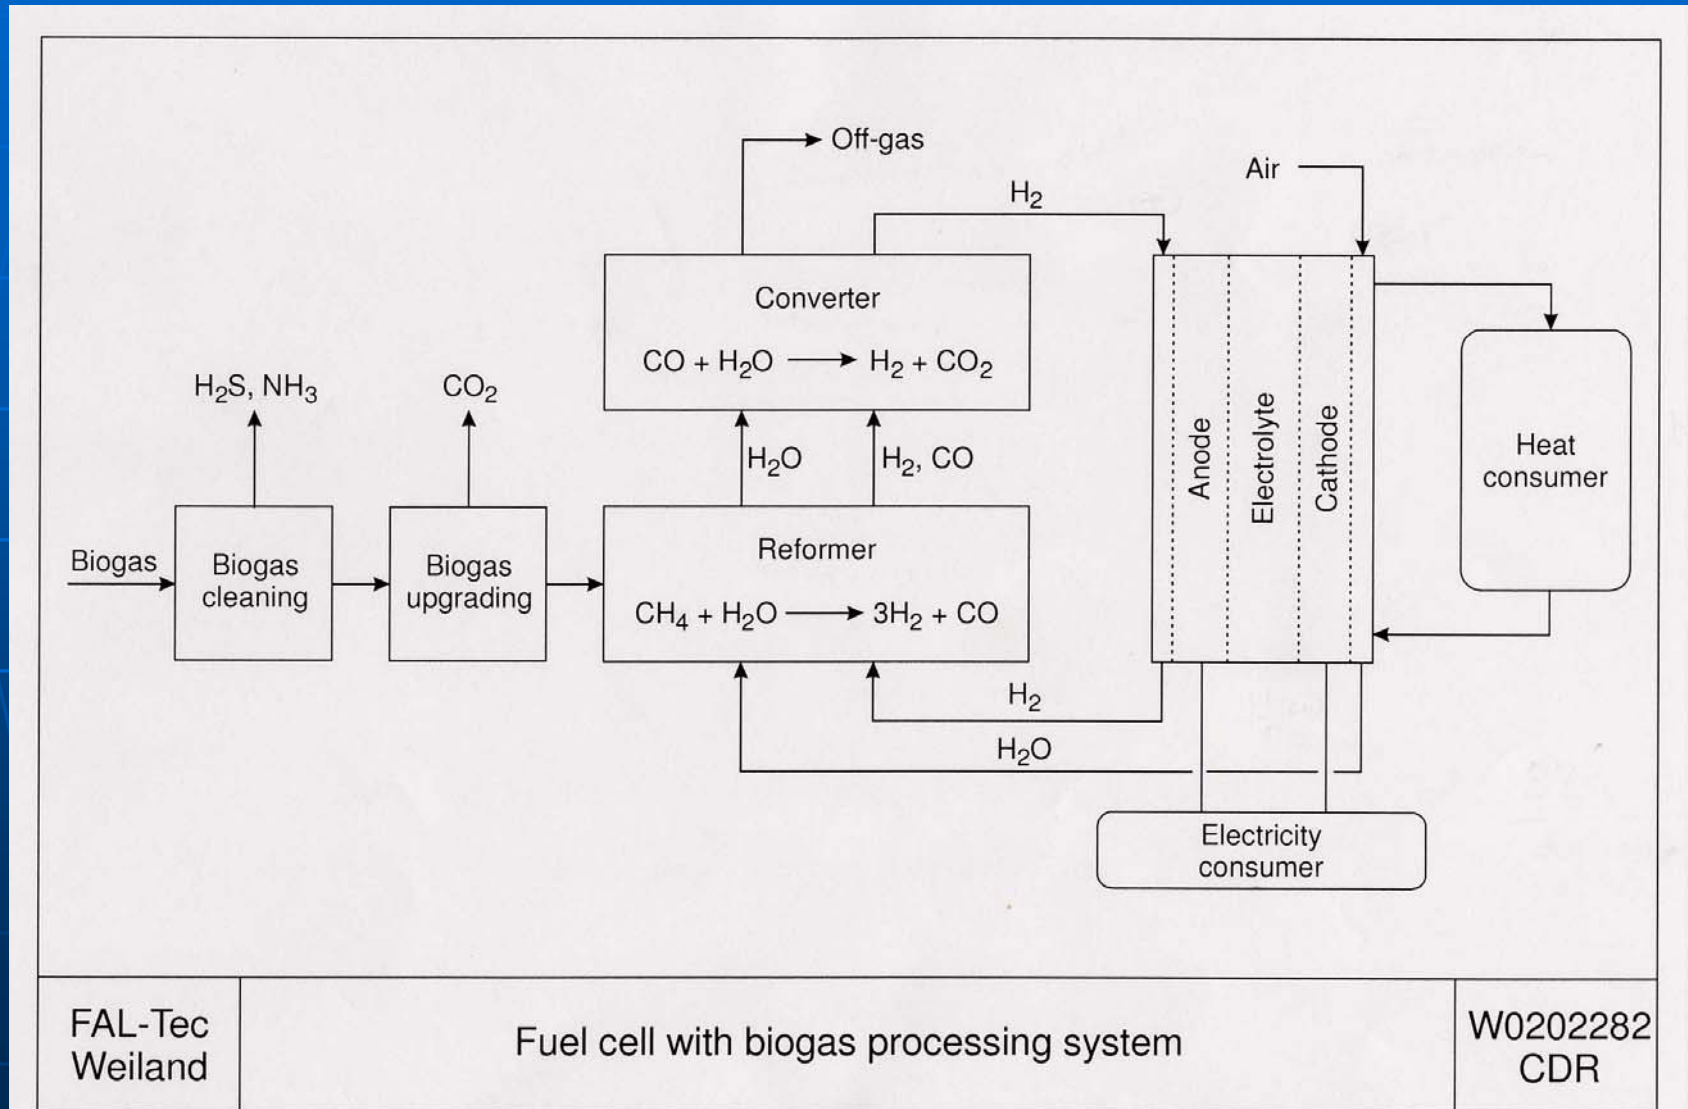 Off-gas
Air
H₂
Converter
CO + H₂O → H₂ + CO₂
H₂S, NH₃
CO₂
Anode
Electrolyte
Cathode
Heat
consumer
H₂O
H₂, CO
Biogas
Biogas
cleaning
Biogas
upgrading
Reformer
CH₄ + H₂O → 3H₂ + CO
H₂
H₂O
Electricity
consumer
FAL-Tec
Weiland
Fuel cell with biogas processing system
W0202282
CDR